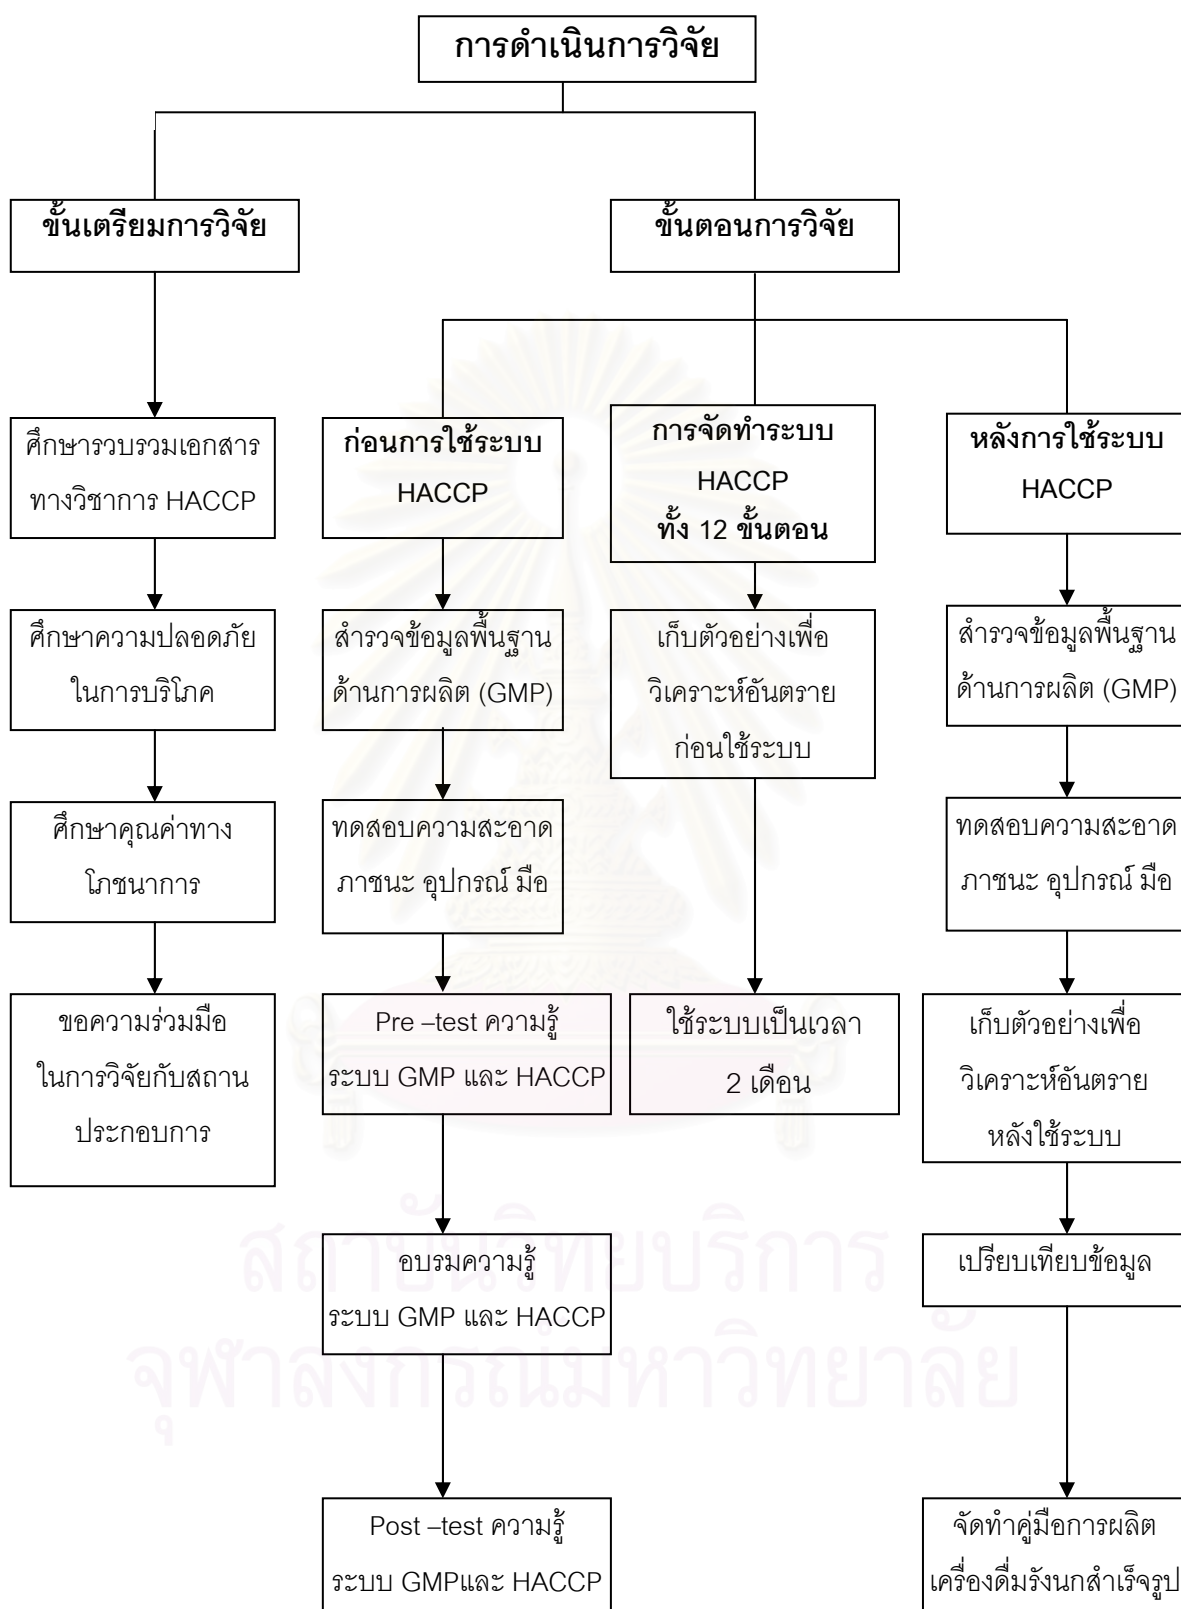 การดำเนินการวิจัย
ขั้นเตรียมการวิจัย
ขั้นตอนการวิจัย
ศึกษารวบรวมเอกสาร
ทางวิชาการ HACCP
ศึกษาความปลอดภัย
ในการบริโภค
ศึกษาคุณค่าทาง
โภชนาการ
ขอความร่วมมือ
ในการวิจัยกับสถาน
ประกอบการ
ก่อนการใช้ระบบ
HACCP
สำรวจข้อมูลพื้นฐาน
ด้านการผลิต (GMP)
ทดสอบความสะอาด
ภาชนะ อุปกรณ์ มือ
Pre –test ความรู้
ระบบ GMP และ HACCP
อบรมความรู้
ระบบ GMP และ HACCP
Post –test ความรู้
ระบบ GMPและ HACCP
การจัดทำระบบ
HACCP
ทั้ง 12 ขั้นตอน
เก็บตัวอย่างเพื่อ
วิเคราะห์อันตราย
ก่อนใช้ระบบ
ใช้ระบบเป็นเวลา
2 เดือน
หลังการใช้ระบบ
HACCP
สำรวจข้อมูลพื้นฐาน
ด้านการผลิต (GMP)
ทดสอบความสะอาด
ภาชนะ อุปกรณ์ มือ
เก็บตัวอย่างเพื่อ
วิเคราะห์อันตราย
หลังใช้ระบบ
เปรียบเทียบข้อมูล
จัดทำคู่มือการผลิต
เครื่องดื่มรังนกสำเร็จรูป
สถาบันวิทยบริการ
จุฬาลงกรณ์มหาวิทยาลัย